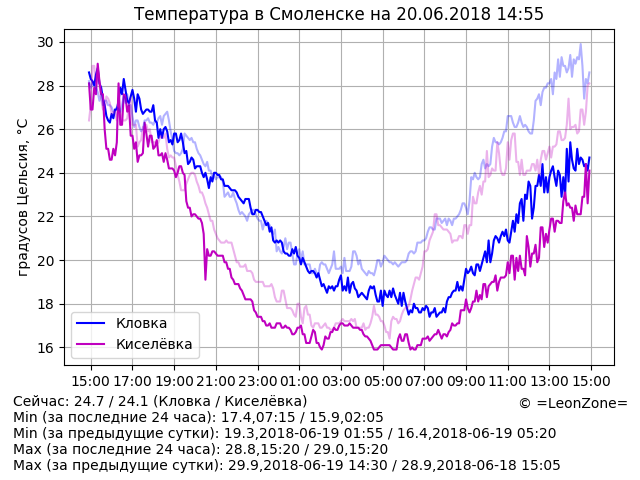 Температура в Смоленске на 20.06.2018 14:55
градусов Цельсия, °C
30
28
26
24
22
20
18
16
Кловка
Киселёвка
15:00 17:00 19:00 21:00 23:00 01:00 03:00 05:00 07:00 09:00 11:00 13:00 15:00
Сейчас: 24.7 / 24.1 (Кловка / Киселёвка)
© =LeonZone=
Min (за последние 24 часа): 17.4,07:15 / 15.9,02:05
Min (за предыдущие сутки): 19.3,2018-06-19 01:55 / 16.4,2018-06-19 05:20
Max (за последние 24 часа): 28.8,15:20 / 29.0,15:20
Max (за предыдущие сутки): 29.9,2018-06-19 14:30 / 28.9,2018-06-18 15:05